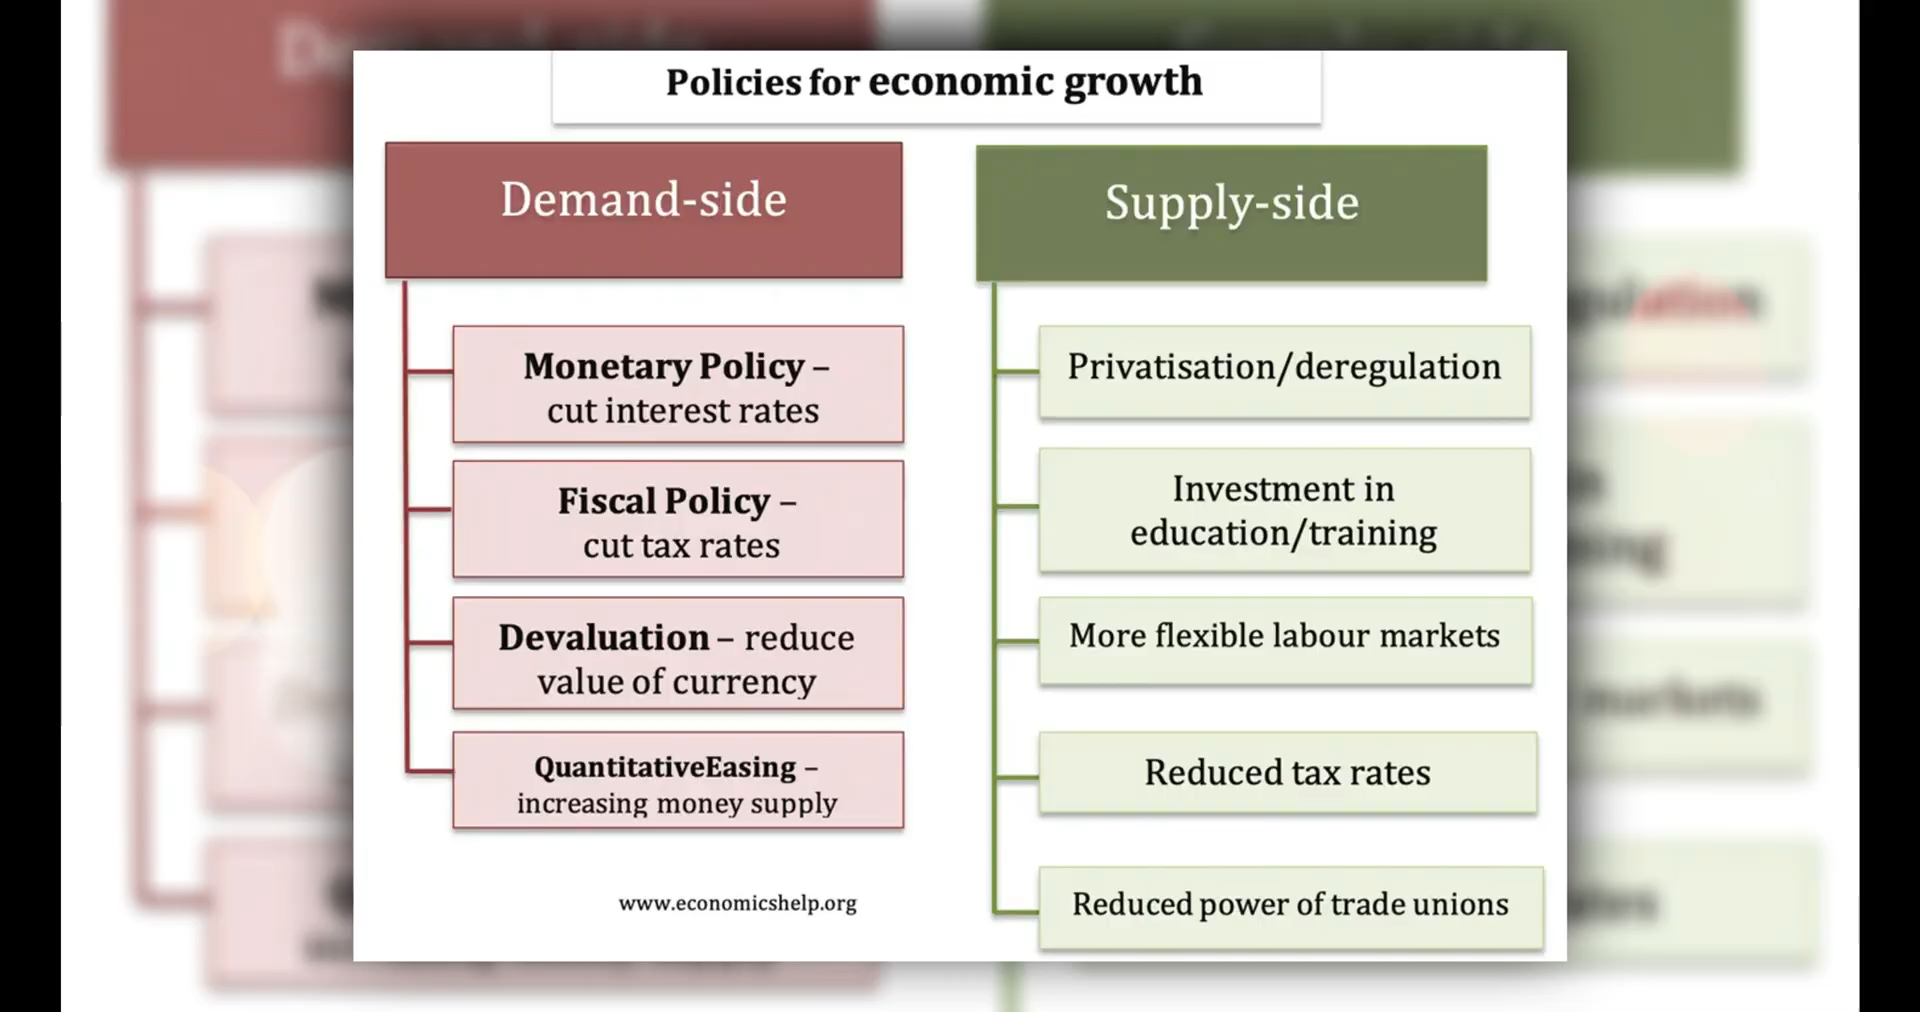 Policies for economic growth
Demand-side
Monetary Policy –
cut interest rates
Fiscal Policy –
cut tax rates
Devaluation – reduce
value of currency
QuantitativeEasing –
increasing money supply
www.economicshelp.org
Supply-side
Privatisation/deregulation
Investment in
education/training
More flexible labour markets
Reduced tax rates
Reduced power of trade unions